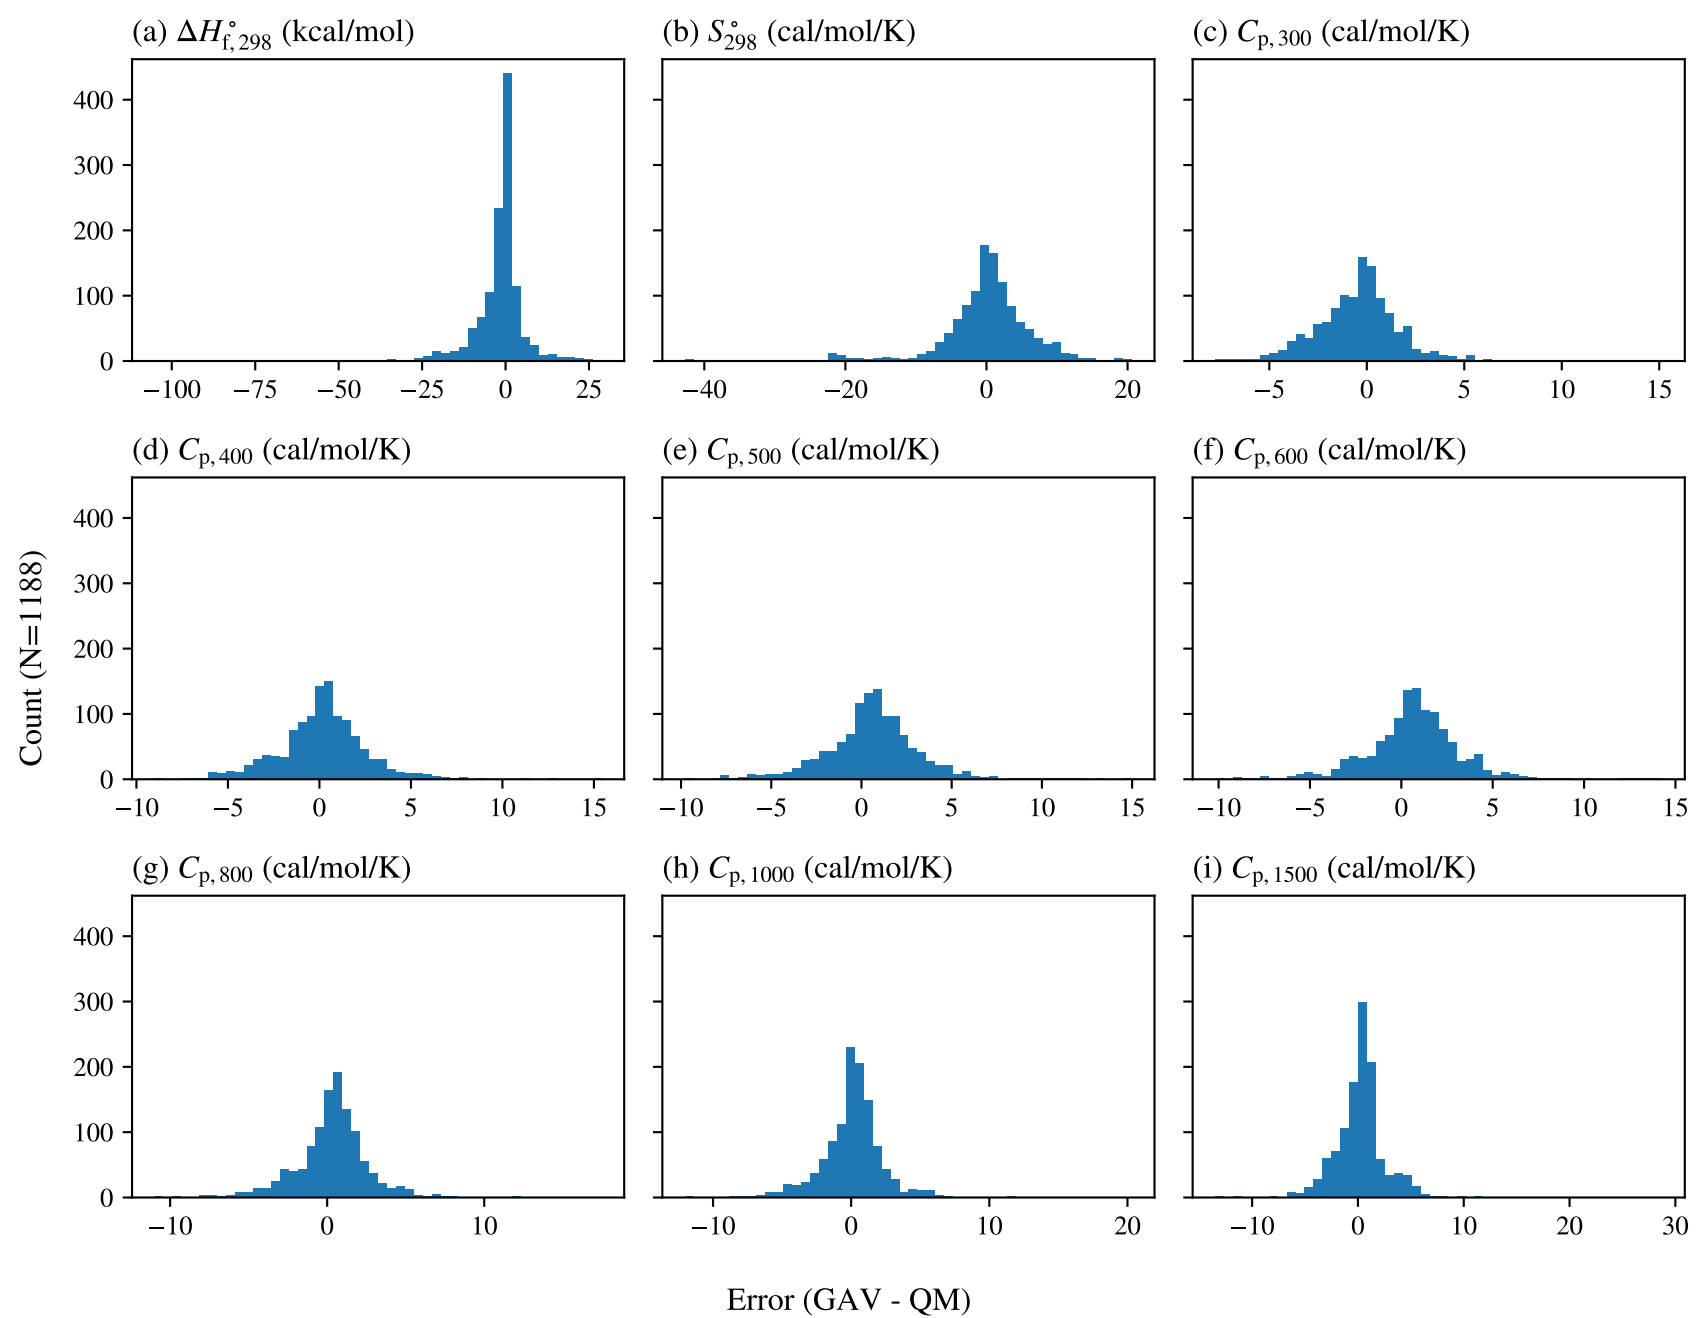 (a) ΔH°f,298 (kcal/mol)
(b) S°298 (cal/mol/K)
(c) Cp,300 (cal/mol/K)
400
300
200
100
0
−100 −75 −50 −25 0 25
−40 −20 0 20
−5 0 5 10 15
(d) Cp,400 (cal/mol/K)
(e) Cp,500 (cal/mol/K)
(f) Cp,600 (cal/mol/K)
Count (N=1188)
400
300
200
100
0
−10 −5 0 5 10 15
−10 −5 0 5 10 15
−10 −5 0 5 10 15
(g) Cp,800 (cal/mol/K)
(h) Cp,1000 (cal/mol/K)
(i) Cp,1500 (cal/mol/K)
400
300
200
100
0
−10 0 10
−10 0 10 20
−10 0 10 20 30
Error (GAV - QM)